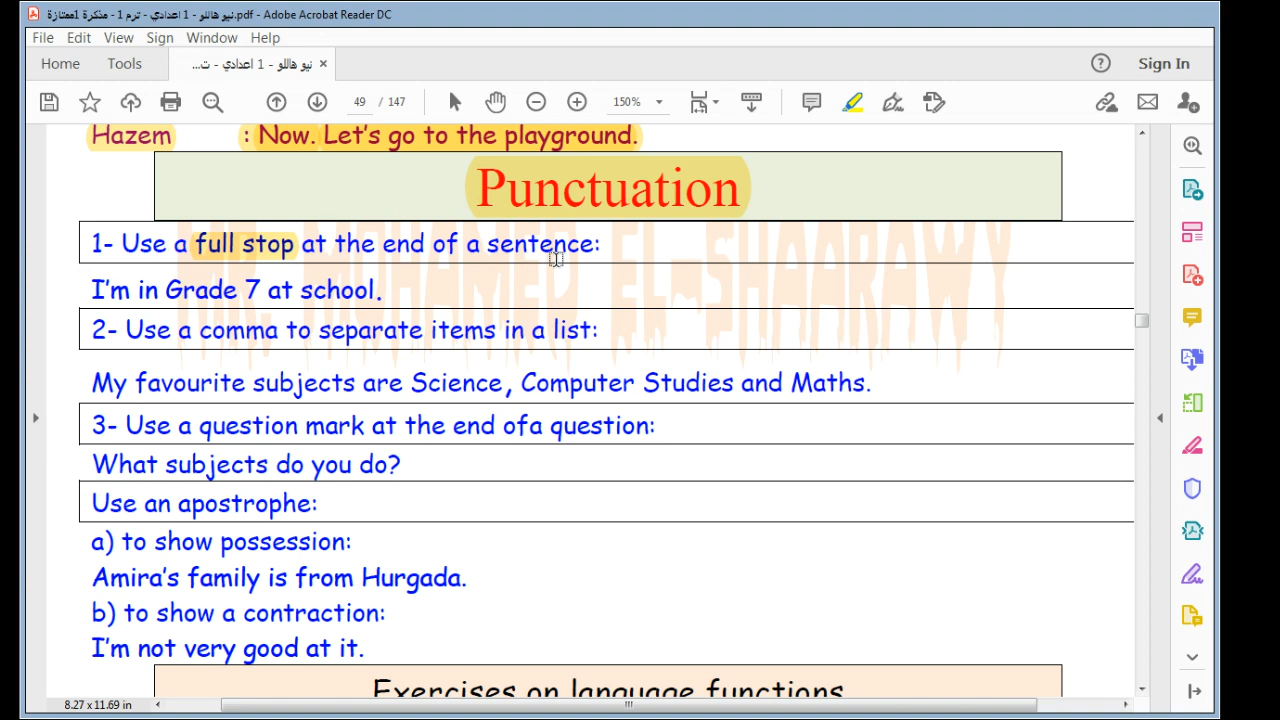 نيو هاللو - 1 اعدادي - ترم 1 - مذكرة 1ممتازة.pdf - Adobe Acrobat Reader DC
File Edit View Sign Window Help
Home Tools نيو هاللو - 1 اعدادي - ت... × Sign In
49 / 147 150%
Hazem : Now. Let's go to the playground.
Punctuation
MR. MOHAMED EL-SHAARAWY
1- Use a full stop at the end of a sentence:
I'm in Grade 7 at school.
2- Use a comma to separate items in a list:
My favourite subjects are Science, Computer Studies and Maths.
3- Use a question mark at the end ofa question:
What subjects do you do?
Use an apostrophe:
a) to show possession:
Amira's family is from Hurgada.
b) to show a contraction:
I'm not very good at it.
Exercises on language functions
8.27 x 11.69 in